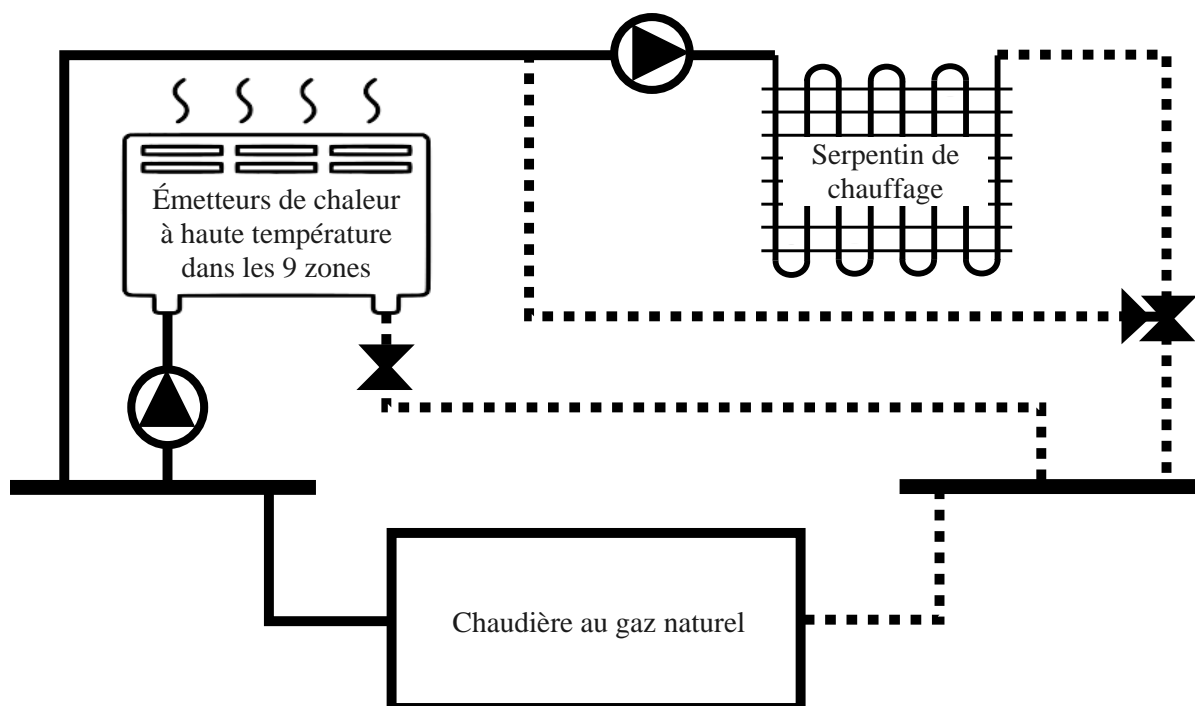 Serpentin de
chauffage
Émetteurs de chaleur
à haute température
dans les 9 zones
Chaudière au gaz naturel